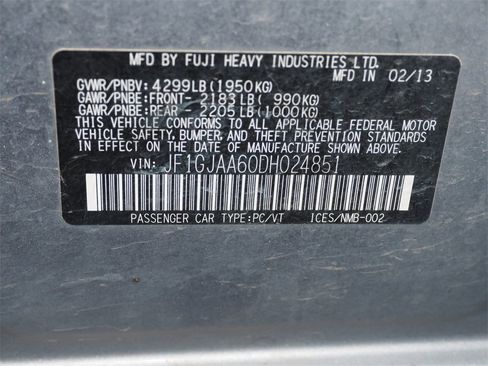 MFD BY FUJI HEAVY INDUSTRIES LTD.
MFD IN 02/13
GVWR/PNBV: 4299LB(1950KG)
GAWR/PNBE:FRONT- 2183LB( 990KG)
GAWR/PNBE:REAR - 2205LB(1000KG)
THIS VEHICLE CONFORMS TO ALL APPLICABLE FEDERAL MOTOR
VEHICLE SAFETY, BUMPER, AND THEFT PREVENTION STANDARDS
IN EFFECT ON THE DATE OF MANUFACTURE SHOWN ABOVE.
VIN: JF1GJAA60DH024851
PASSENGER CAR TYPE:PC/VT ICES/NMB-002